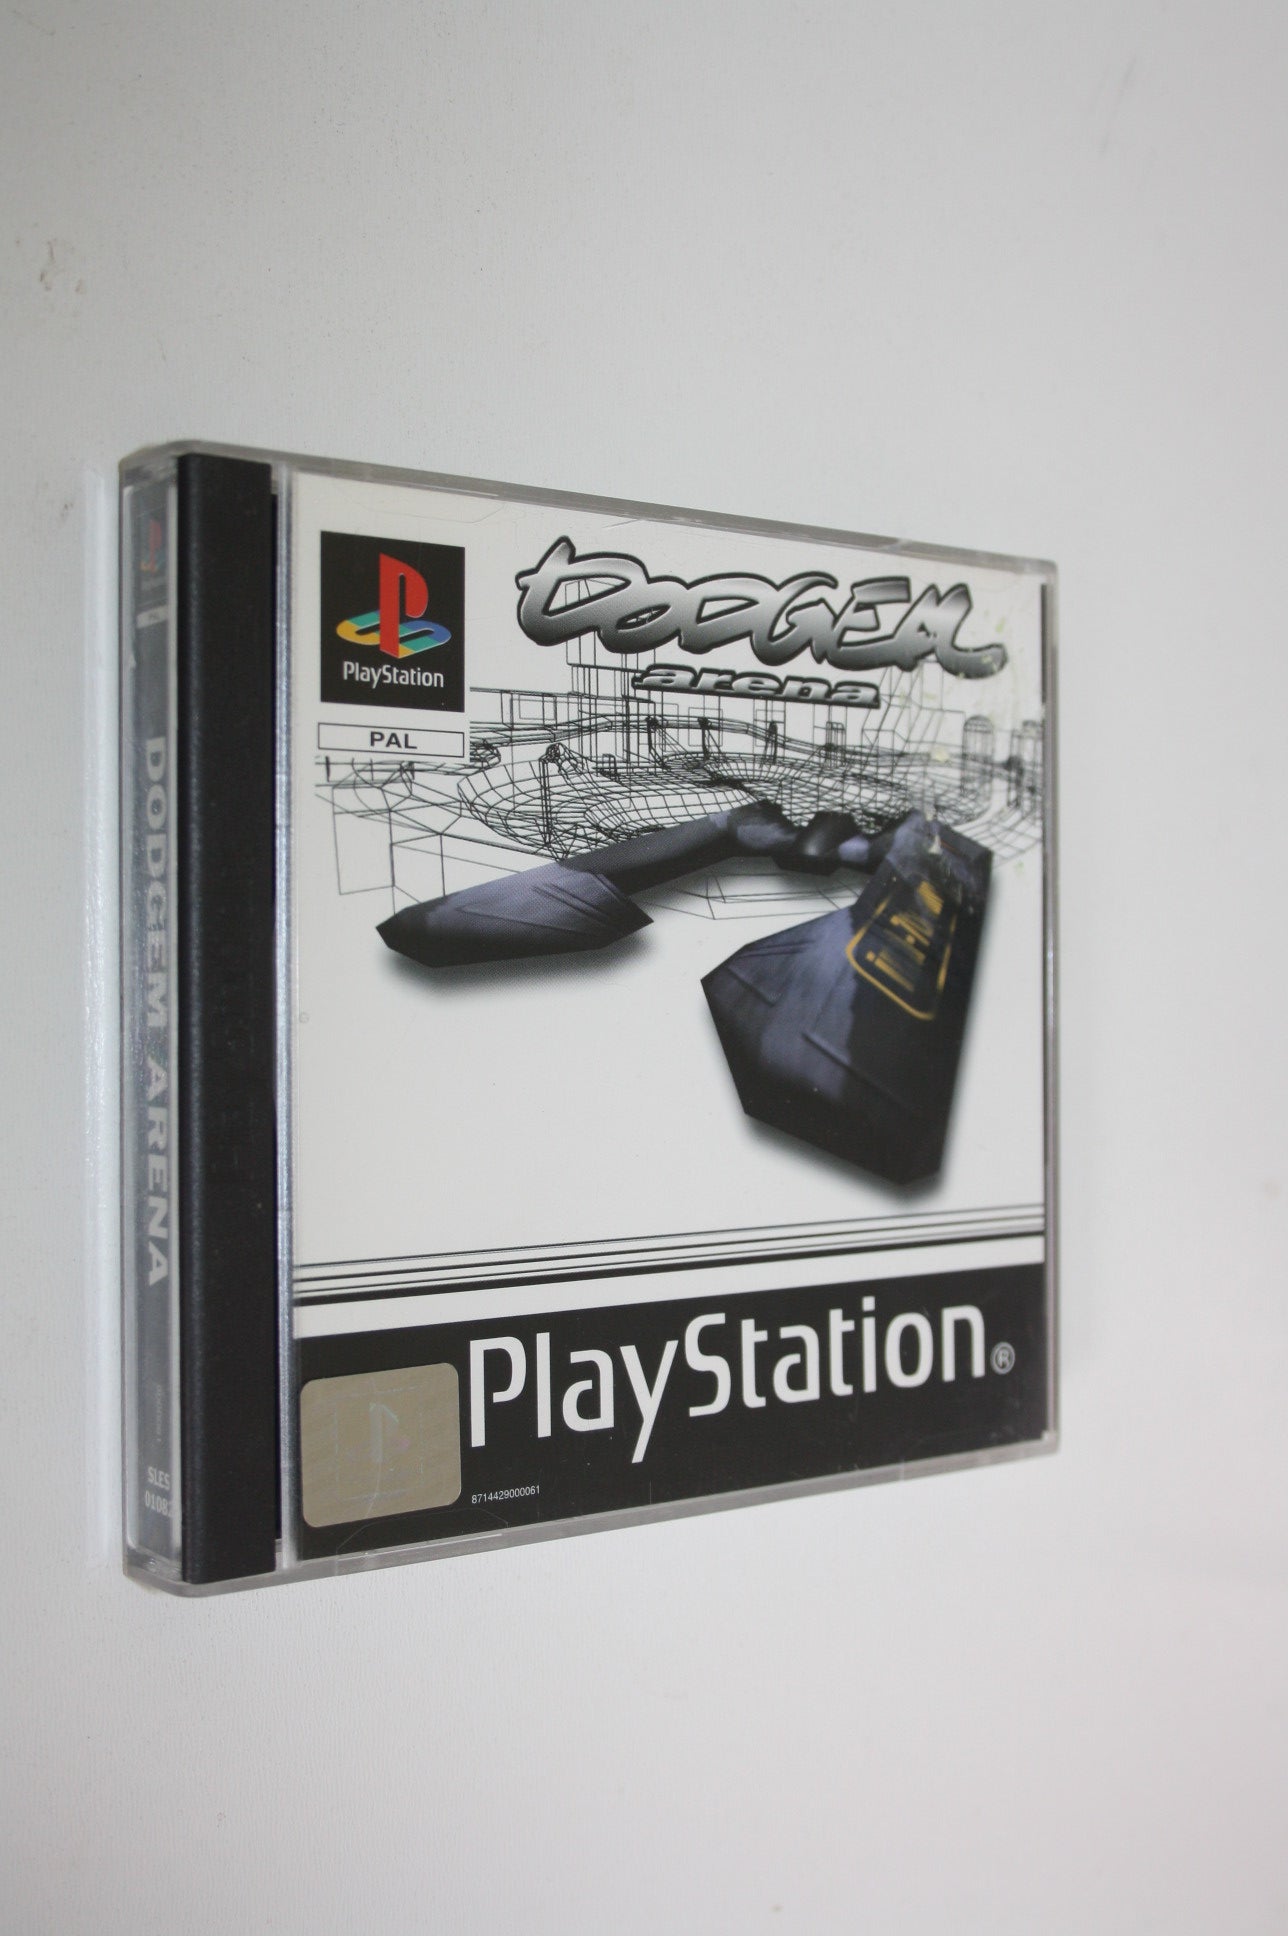 PlayStation
PAL
DODGEM
arena
PlayStation®
8714429000061
DODGEM ARENA
SLES